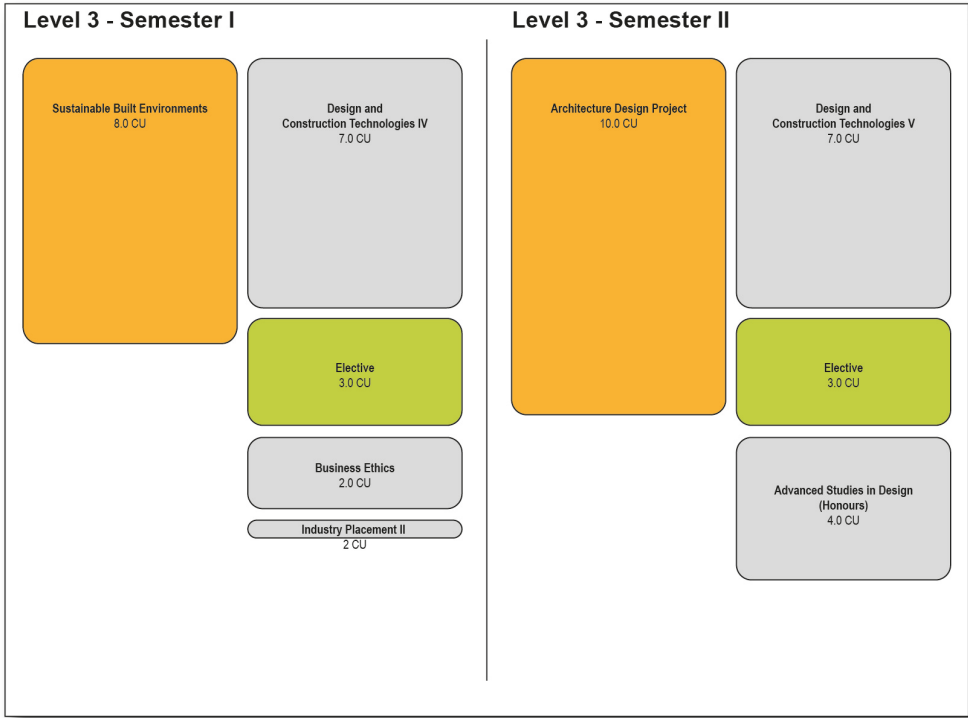 Level 3 - Semester I
Sustainable Built Environments
8.0 CU
Design and
Construction Technologies IV
7.0 CU
Elective
3.0 CU
Business Ethics
2.0 CU
Industry Placement II
2 CU
Level 3 - Semester II
Architecture Design Project
10.0 CU
Design and
Construction Technologies V
7.0 CU
Elective
3.0 CU
Advanced Studies in Design
(Honours)
4.0 CU